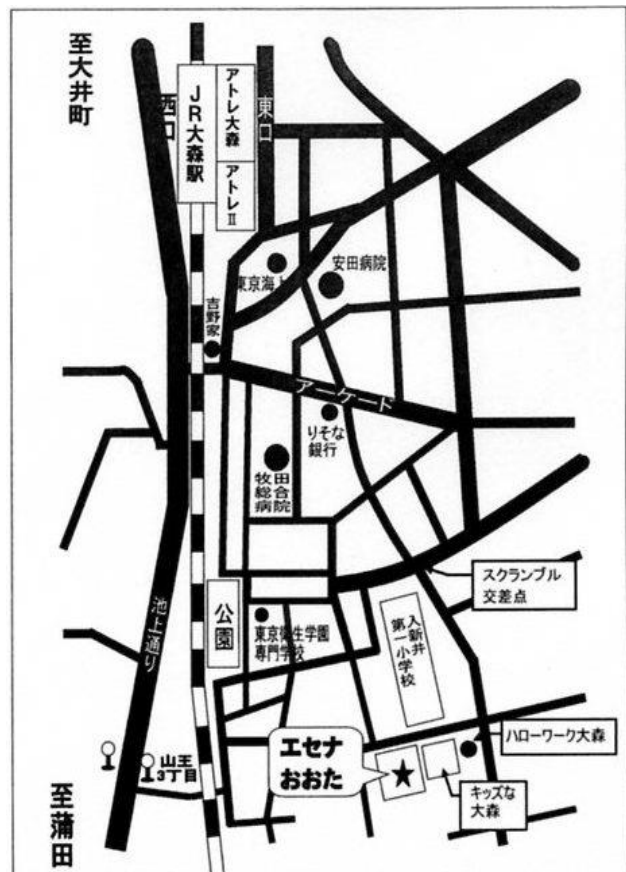 至大井町
西口
JR大森駅
アトレ大森
アトレⅡ
東口
東京海上
安田病院
吉野家
アーケード
りそな
銀行
牧田
総合
病院
スクランブル
交差点
池上通り
公園
東京衛生学園
専門学校
入新井
第一小学校
ハローワーク大森
エセナ
おおた
キッズな
大森
山王
3丁目
至蒲田